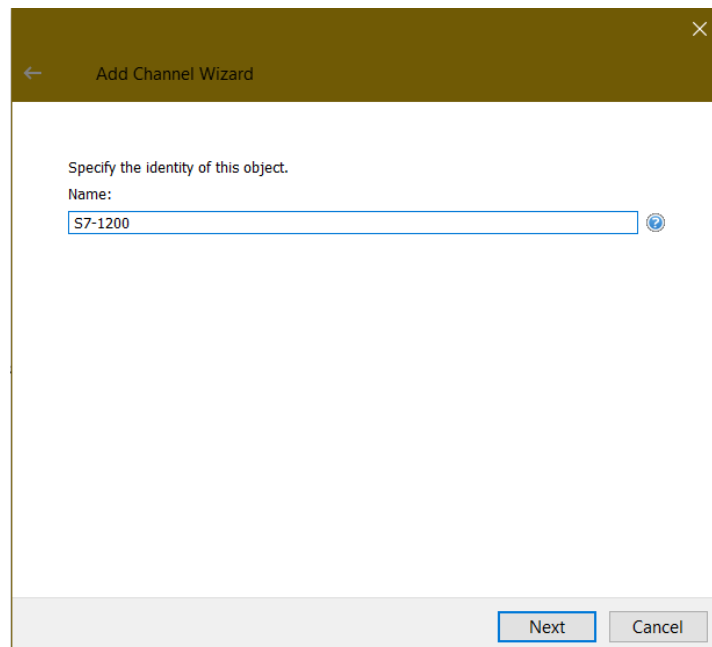 Add Channel Wizard
Specify the identity of this object.
Name:
S7-1200
Next Cancel